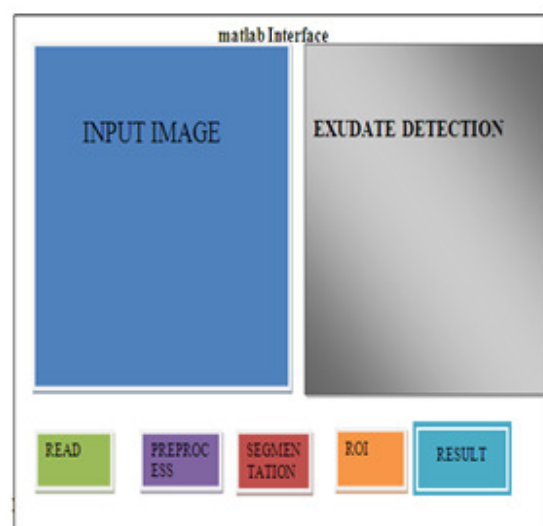 matlab Interface
INPUT IMAGE
EXUDATE DETECTION
READ
PREPROC
ESS
SEGMEN
TATION
ROI
RESULT